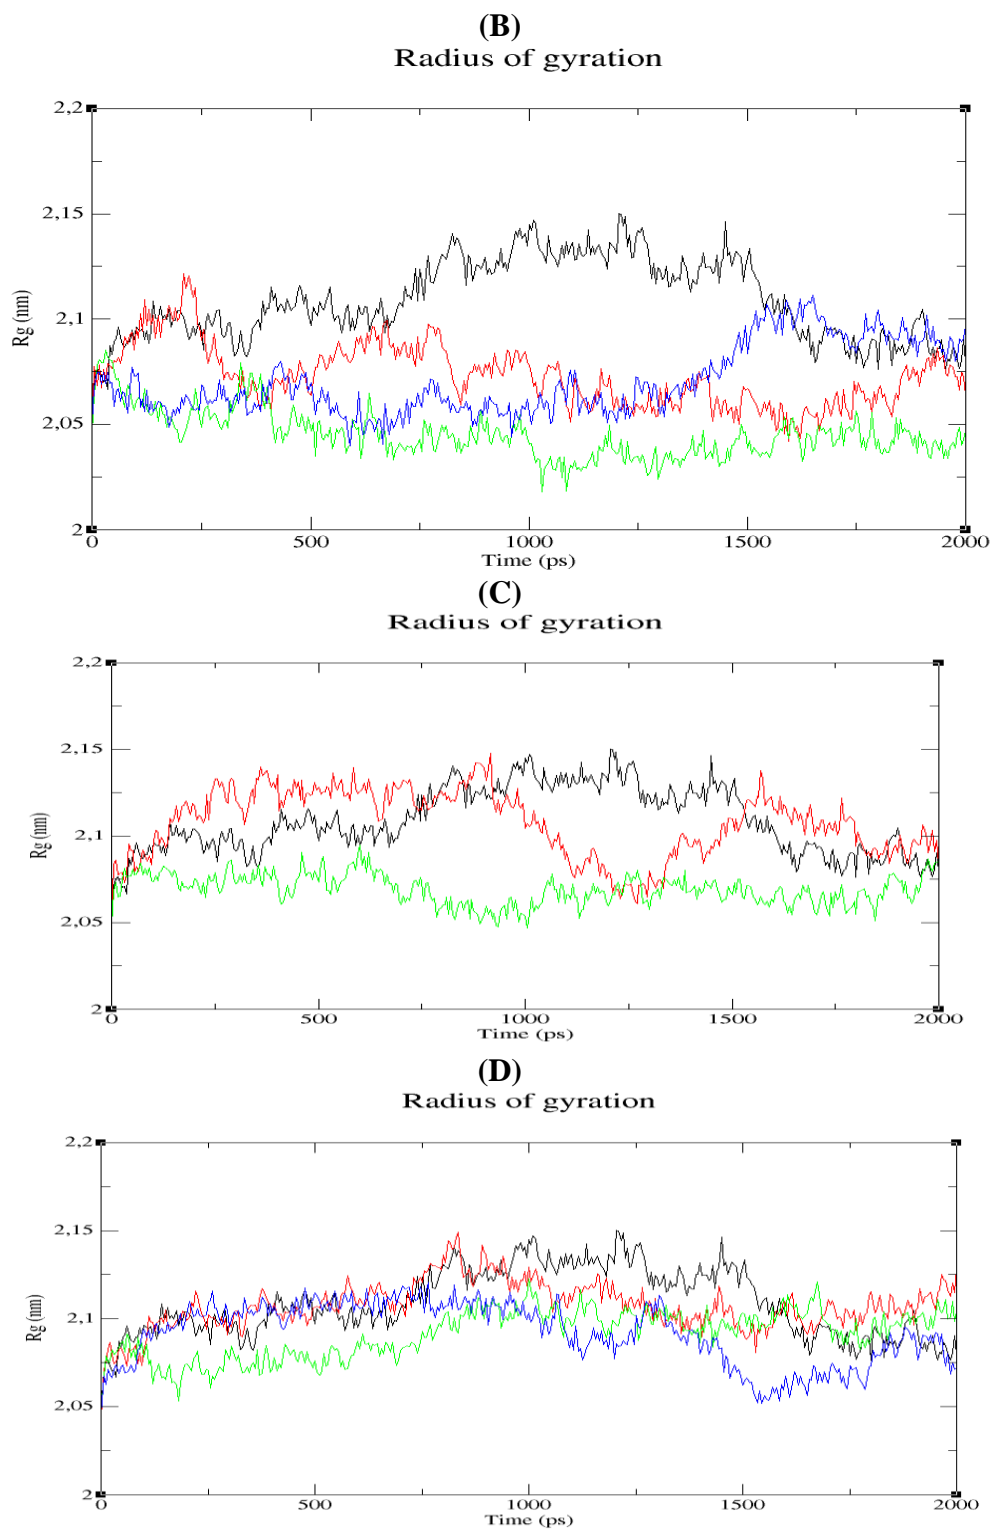 (B)
Radius of gyration
2,2
2,15
2,1
2,05
2
Rg (nm)
0 500 1000 1500 2000
Time (ps)
(C)
Radius of gyration
2,2
2,15
2,1
2,05
2
Rg (nm)
0 500 1000 1500 2000
Time (ps)
(D)
Radius of gyration
2,2
2,15
2,1
2,05
2
Rg (nm)
0 500 1000 1500 2000
Time (ps)